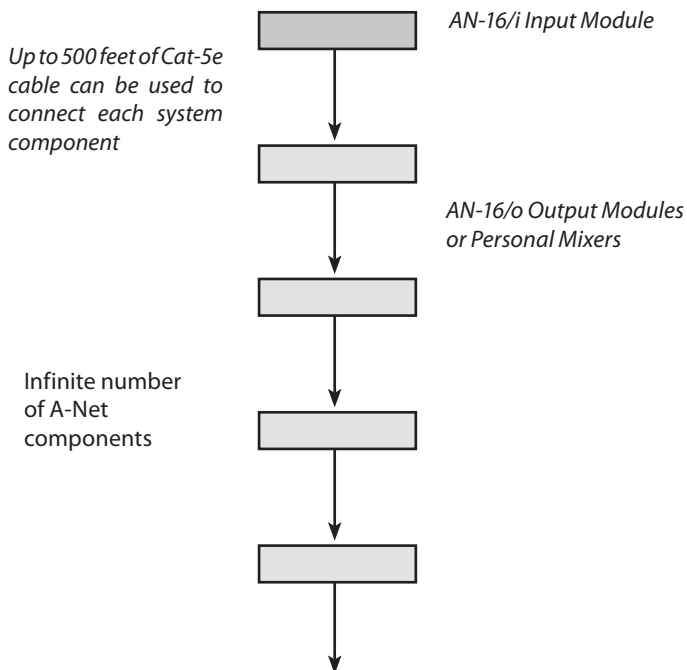 AN-16/i Input Module
Up to 500 feet of Cat-5e
cable can be used to
connect each system
component
AN-16/o Output Modules
or Personal Mixers
Infinite number
of A-Net
components